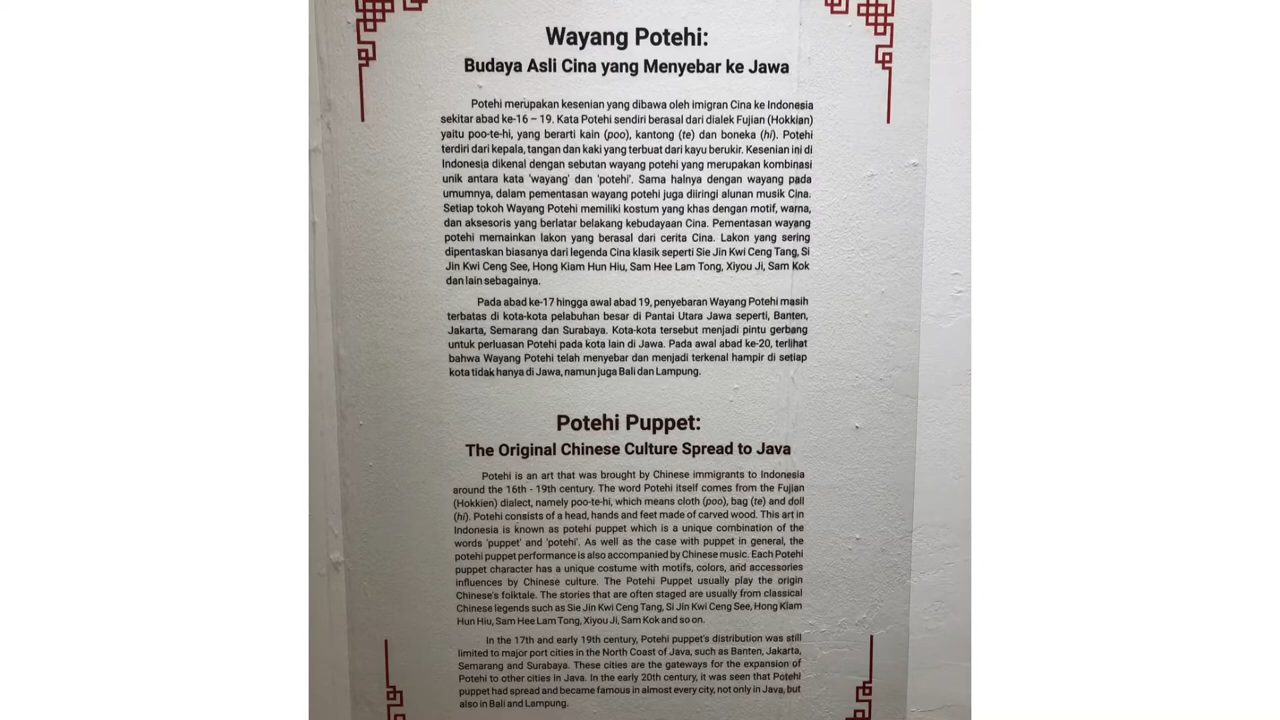 Wayang Potehi:
Budaya Asli Cina yang Menyebar ke Jawa
Potehi merupakan kesenian yang dibawa oleh imigran Cina ke Indonesia
sekitar abad ke-16 – 19. Kata Potehi sendiri berasal dari dialek Fujian (Hokkian)
yaitu poo-te-hi, yang berarti kain (poo), kantong (te) dan boneka (hi). Potehi
terdiri dari kepala, tangan dan kaki yang terbuat dari kayu berukir. Kesenian ini di
Indonesia dikenal dengan sebutan wayang potehi yang merupakan kombinasi
unik antara kata 'wayang' dan 'potehi'. Sama halnya dengan wayang pada
umumnya, dalam pementasan wayang potehi juga diiringi alunan musik Cina.
Setiap tokoh Wayang Potehi memiliki kostum yang khas dengan motif, warna,
dan aksesoris yang berlatar belakang kebudayaan Cina. Pementasan wayang
potehi memainkan lakon yang berasal dari cerita Cina. Lakon yang sering
dipentaskan biasanya dari legenda Cina klasik seperti Sie Jin Kwi Ceng Tang, Si
Jin Kwi Ceng See, Hong Kiam Hun Hiu, Sam Hee Lam Tong, Xiyou Ji, Sam Kok
dan lain sebagainya.
Pada abad ke-17 hingga awal abad 19, penyebaran Wayang Potehi masih
terbatas di kota-kota pelabuhan besar di Pantai Utara Jawa seperti, Banten,
Jakarta, Semarang dan Surabaya. Kota-kota tersebut menjadi pintu gerbang
untuk perluasan Potehi pada kota lain di Jawa. Pada awal abad ke-20, terlihat
bahwa Wayang Potehi telah menyebar dan menjadi terkenal hampir di setiap
kota tidak hanya di Jawa, namun juga Bali dan Lampung.
Potehi Puppet:
The Original Chinese Culture Spread to Java
Potehi is an art that was brought by Chinese immigrants to Indonesia
around the 16th - 19th century. The word Potehi itself comes from the Fujian
(Hokkien) dialect, namely poo-te-hi, which means cloth (poo), bag (te) and doll
(hi). Potehi consists of a head, hands and feet made of carved wood. This art in
Indonesia is known as potehi puppet which is a unique combination of the
words 'puppet' and 'potehi'. As well as the case with puppet in general, the
potehi puppet performance is also accompanied by Chinese music. Each Potehi
puppet character has a unique costume with motifs, colors, and accessories
influences by Chinese culture. The Potehi Puppet usually play the origin
Chinese's folktale. The stories that are often staged are usually from classical
Chinese legends such as Sie Jin Kwi Ceng Tang, Si Jin Kwi Ceng See, Hong Kiam
Hun Hiu, Sam Hee Lam Tong, Xiyou Ji, Sam Kok and so on.
In the 17th and early 19th century, Potehi puppet's distribution was still
limited to major port cities in the North Coast of Java, such as Banten, Jakarta,
Semarang and Surabaya. These cities are the gateways for the expansion of
Potehi to other cities in Java. In the early 20th century, it was seen that Potehi
puppet had spread and became famous in almost every city, not only in Java, but
also in Bali and Lampung.